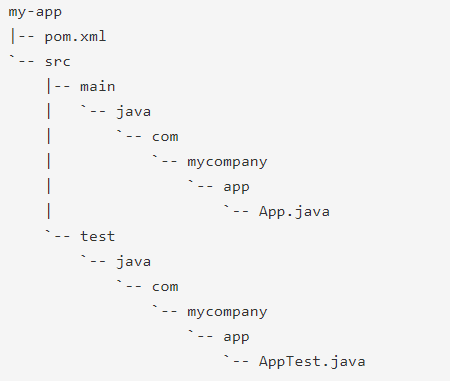 my-app
|-- pom.xml
`-- src
    |-- main
    |   `-- java
    |       `-- com
    |           `-- mycompany
    |               `-- app
    |                   `-- App.java
    `-- test
        `-- java
            `-- com
                `-- mycompany
                    `-- app
                        `-- AppTest.java